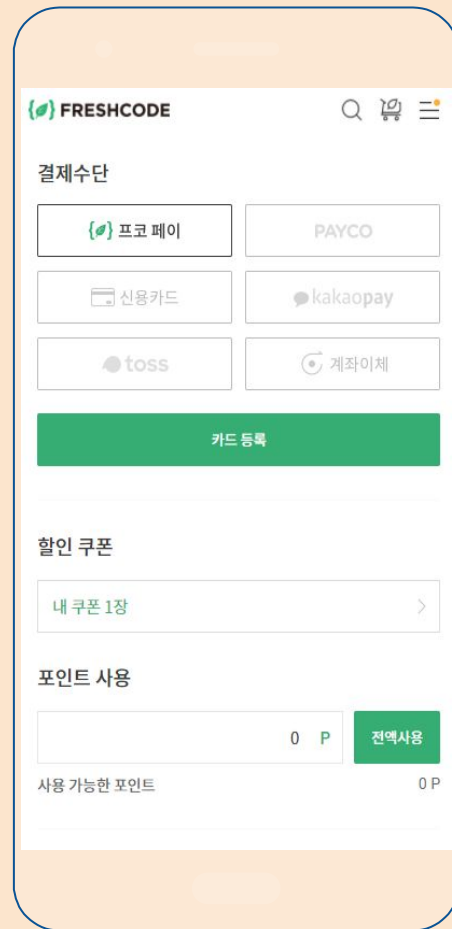 {} FRESHCODE
결제수단
{} 프코 페이
PAYCO
신용카드
kakaopay
toss
계좌이체
카드 등록
할인 쿠폰
내 쿠폰 1장
포인트 사용
0 P
전액사용
사용 가능한 포인트
0 P